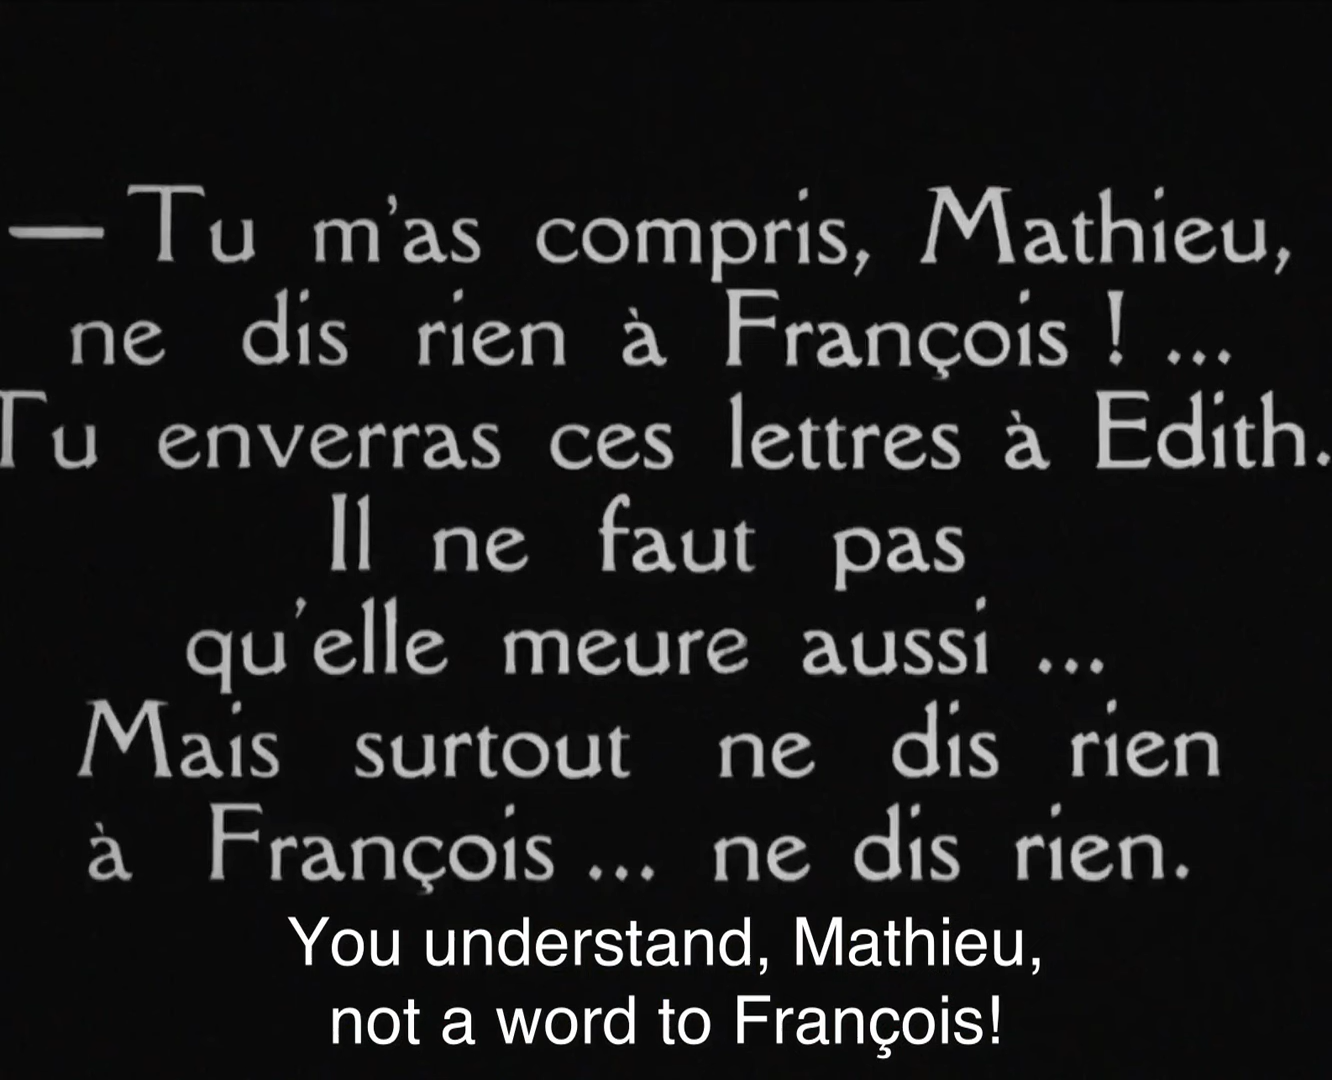 — Tu m'as compris, Mathieu,
ne dis rien à François ! ...
Tu enverras ces lettres à Edith.
Il ne faut pas
qu'elle meure aussi ...
Mais surtout ne dis rien
à François ... ne dis rien.
You understand, Mathieu,
not a word to François!